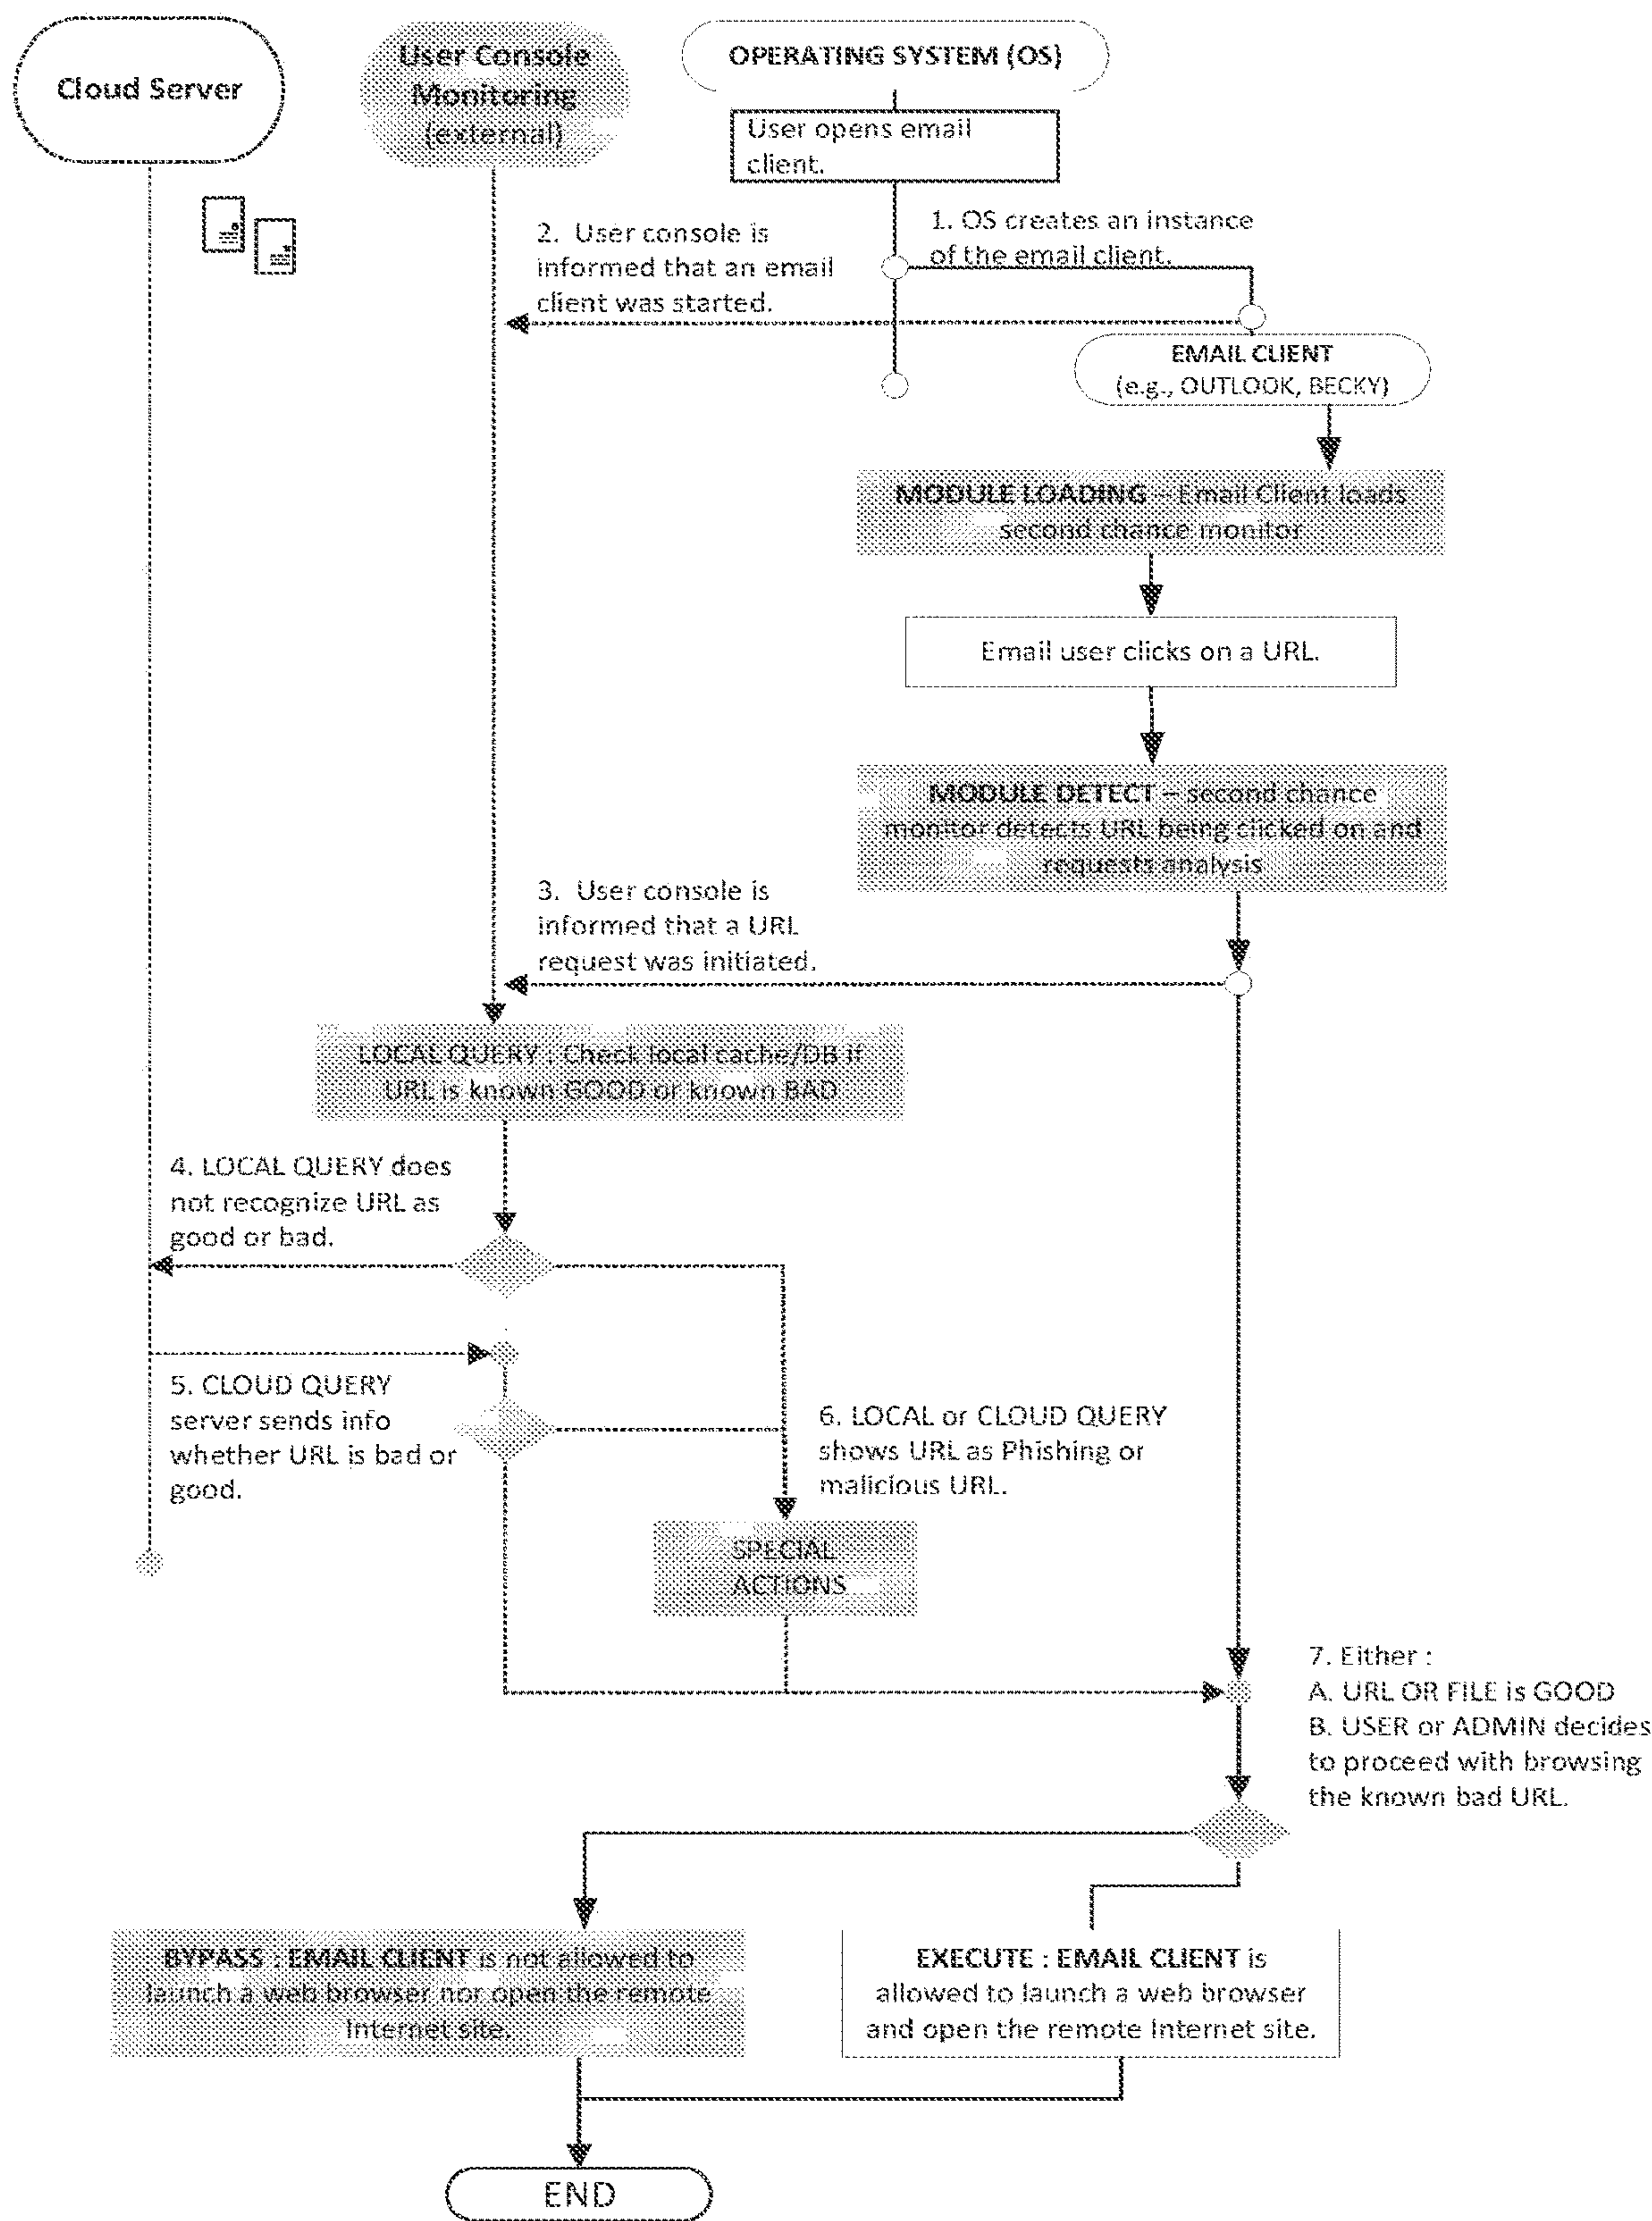 Cloud Server
User Console
Monitoring
(external)
OPERATING SYSTEM (OS)
User opens email
client.
1. OS creates an instance
of the email client.
2. User console is
informed that an email
client was started.
EMAIL CLIENT
(e.g., OUTLOOK, BECKY)
MODULE LOADING – Email Client loads
second chance monitor
Email user clicks on a URL.
MODULE DETECT – second chance
monitor detects URL being clicked on and
requests analysis
3. User console is
informed that a URL
request was initiated.
LOCAL QUERY : Check local cache/DB if
URL is known GOOD or known BAD
4. LOCAL QUERY does
not recognize URL as
good or bad.
5. CLOUD QUERY
server sends info
whether URL is bad or
good.
6. LOCAL or CLOUD QUERY
shows URL as Phishing or
malicious URL.
SPECIAL
ACTIONS
7. Either :
A. URL OR FILE is GOOD
B. USER or ADMIN decides
to proceed with browsing
the known bad URL.
BYPASS : EMAIL CLIENT is not allowed to
launch a web browser nor open the remote
Internet site.
EXECUTE : EMAIL CLIENT is
allowed to launch a web browser
and open the remote Internet site.
END